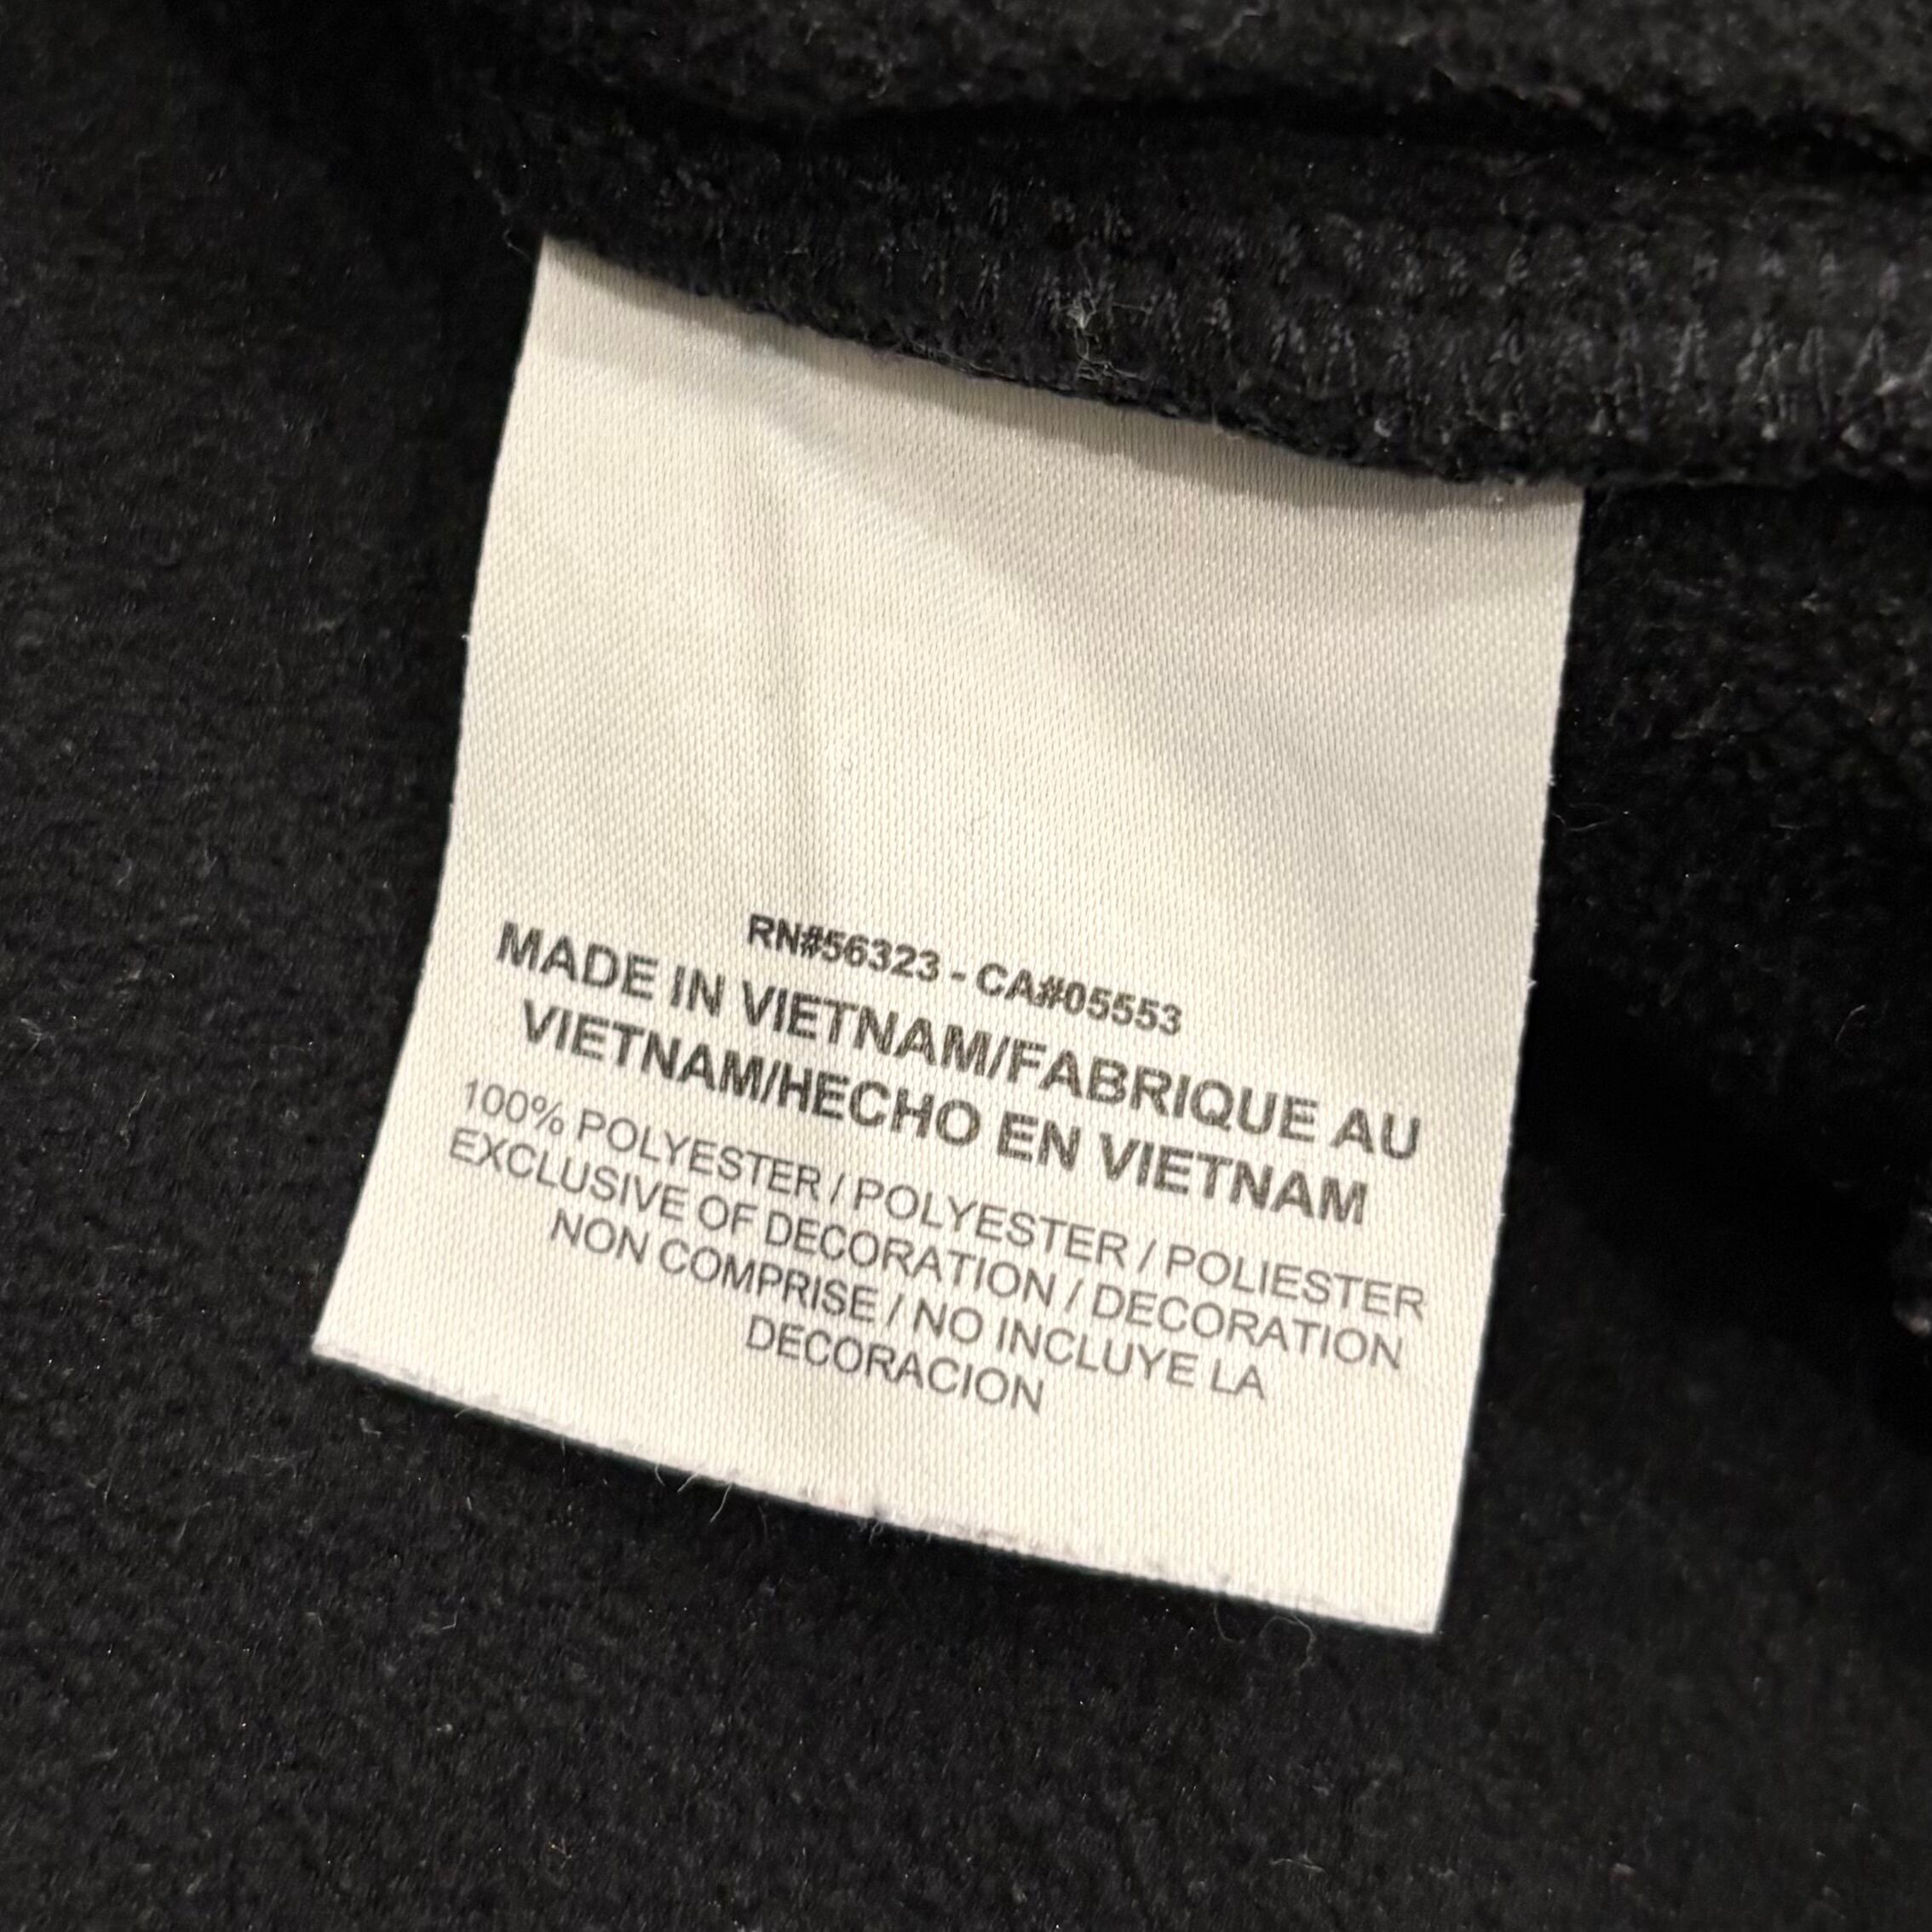 RN#56323 - CA#05553
MADE IN VIETNAM/FABRIQUE AU
VIETNAM/HECHO EN VIETNAM
100% POLYESTER / POLYESTER / POLIESTER
EXCLUSIVE OF DECORATION / DECORATION
NON COMPRISE / NO INCLUYE LA
DECORACION